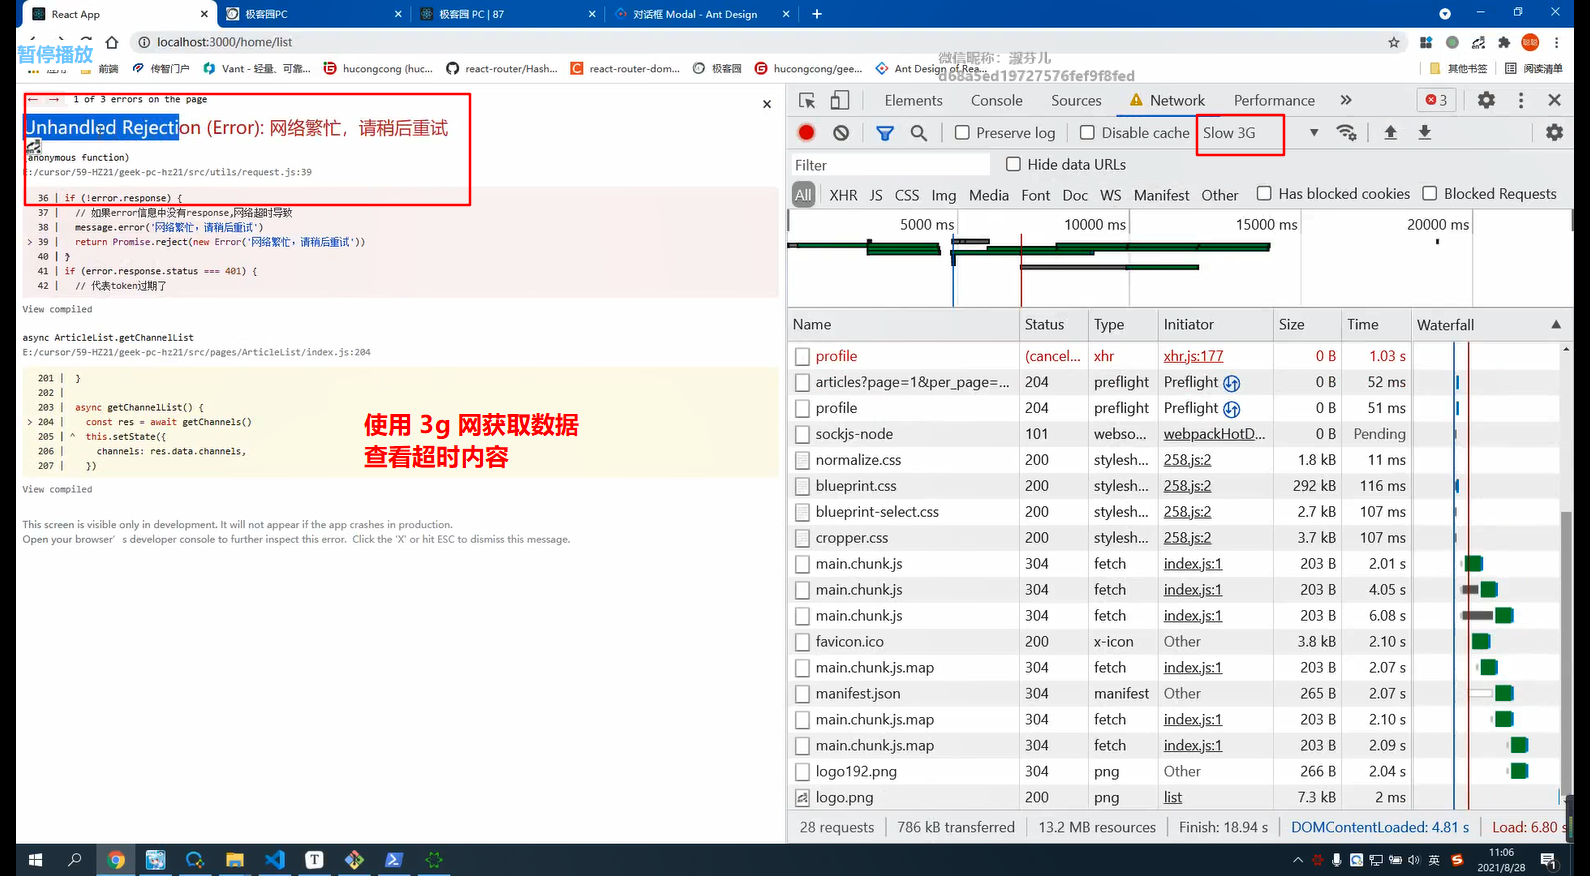 React App
极客园PC
极客园 PC | 87
对话框 Modal - Ant Design
localhost:3000/home/list
暂停播放
微信昵称：淑芬儿
d68a5ed19727576fef9f8fed
应用
前端
传智门户
Vant - 轻量、可靠...
hucongcong (huc...
react-router/Hash...
react-router-dom...
极客园
hucongcong/gee...
Ant Design of Rea...
其他书签
阅读清单
← → 1 of 3 errors on the page
Unhandled Rejection (Error): 网络繁忙，请稍后重试
(anonymous function)
E:/cursor/59-HZ21/geek-pc-hz21/src/utils/request.js:39
36 | if (!error.response) {
37 | // 如果error信息中没有response,网络超时导致
38 | message.error('网络繁忙，请稍后重试')
> 39 | return Promise.reject(new Error('网络繁忙，请稍后重试'))
40 | }
41 | if (error.response.status === 401) {
42 | // 代表token过期了
View compiled
async ArticleList.getChannelList
E:/cursor/59-HZ21/geek-pc-hz21/src/pages/ArticleList/index.js:204
201 | }
202 |
203 | async getChannelList() {
> 204 | const res = await getChannels()
205 | ^ this.setState({
206 | channels: res.data.channels,
207 | })
View compiled
使用 3g 网获取数据
查看超时内容
This screen is visible only in development. It will not appear if the app crashes in production.
Open your browser's developer console to further inspect this error. Click the 'X' or hit ESC to dismiss this message.
Elements Console Sources Network Performance 3
Preserve log Disable cache Slow 3G
Filter Hide data URLs
All XHR JS CSS Img Media Font Doc WS Manifest Other Has blocked cookies Blocked Requests
5000 ms 10000 ms 15000 ms 20000 ms
Name Status Type Initiator Size Time Waterfall
profile (cancel... xhr xhr.js:177 0 B 1.03 s
articles?page=1&per_page=... 204 preflight Preflight 0 B 52 ms
profile 204 preflight Preflight 0 B 51 ms
sockjs-node 101 webso... webpackHotD... 0 B Pending
normalize.css 200 stylesh... 258.js:2 1.8 kB 11 ms
blueprint.css 200 stylesh... 258.js:2 292 kB 116 ms
blueprint-select.css 200 stylesh... 258.js:2 2.7 kB 107 ms
cropper.css 200 stylesh... 258.js:2 3.7 kB 107 ms
main.chunk.js 304 fetch index.js:1 203 B 2.01 s
main.chunk.js 304 fetch index.js:1 203 B 4.05 s
main.chunk.js 304 fetch index.js:1 203 B 6.08 s
favicon.ico 200 x-icon Other 3.8 kB 2.10 s
main.chunk.js.map 304 fetch index.js:1 203 B 2.07 s
manifest.json 304 manifest Other 265 B 2.07 s
main.chunk.js.map 304 fetch index.js:1 203 B 2.10 s
main.chunk.js.map 304 fetch index.js:1 203 B 2.09 s
logo192.png 304 png Other 266 B 2.04 s
logo.png 200 png list 7.3 kB 2 ms
28 requests 786 kB transferred 13.2 MB resources Finish: 18.94 s DOMContentLoaded: 4.81 s Load: 6.80 s
英
11:06
2021/8/28
1